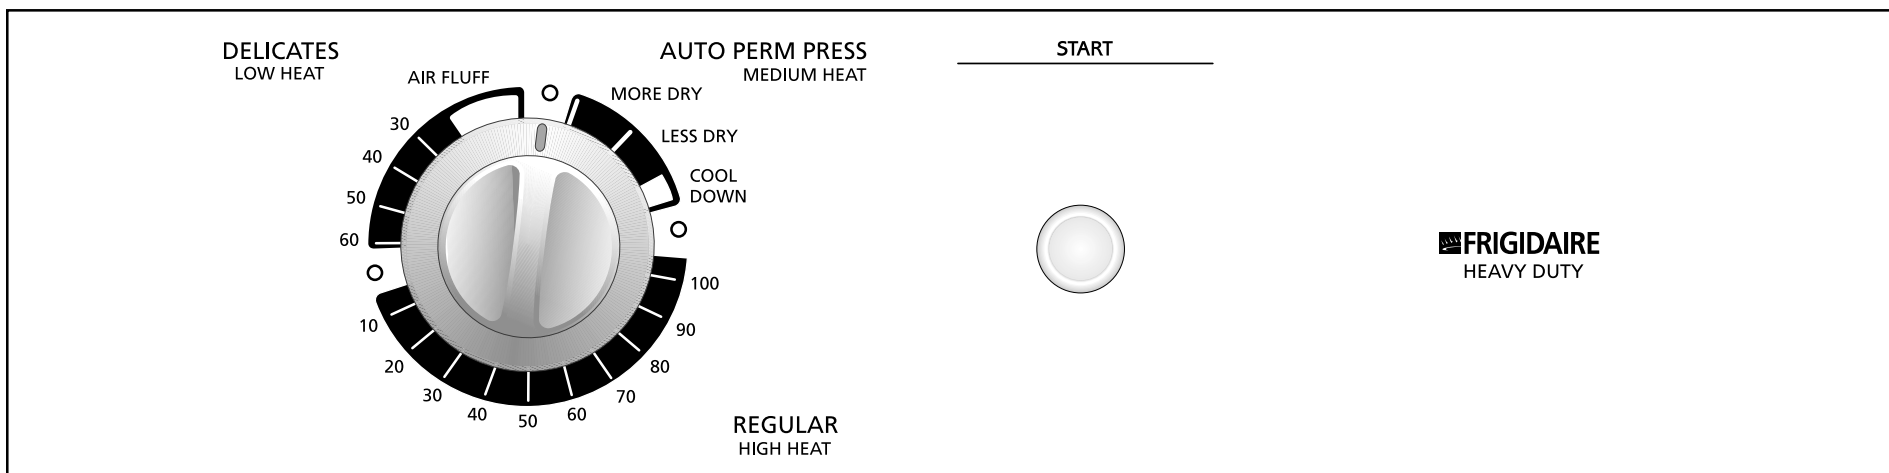 DELICATES
LOW HEAT
AIR FLUFF
30
40
50
60
AUTO PERM PRESS
MEDIUM HEAT
MORE DRY
LESS DRY
COOL
DOWN
100
90
80
70
60
50
40
30
20
10
REGULAR
HIGH HEAT
START
FRIGIDAIRE
HEAVY DUTY